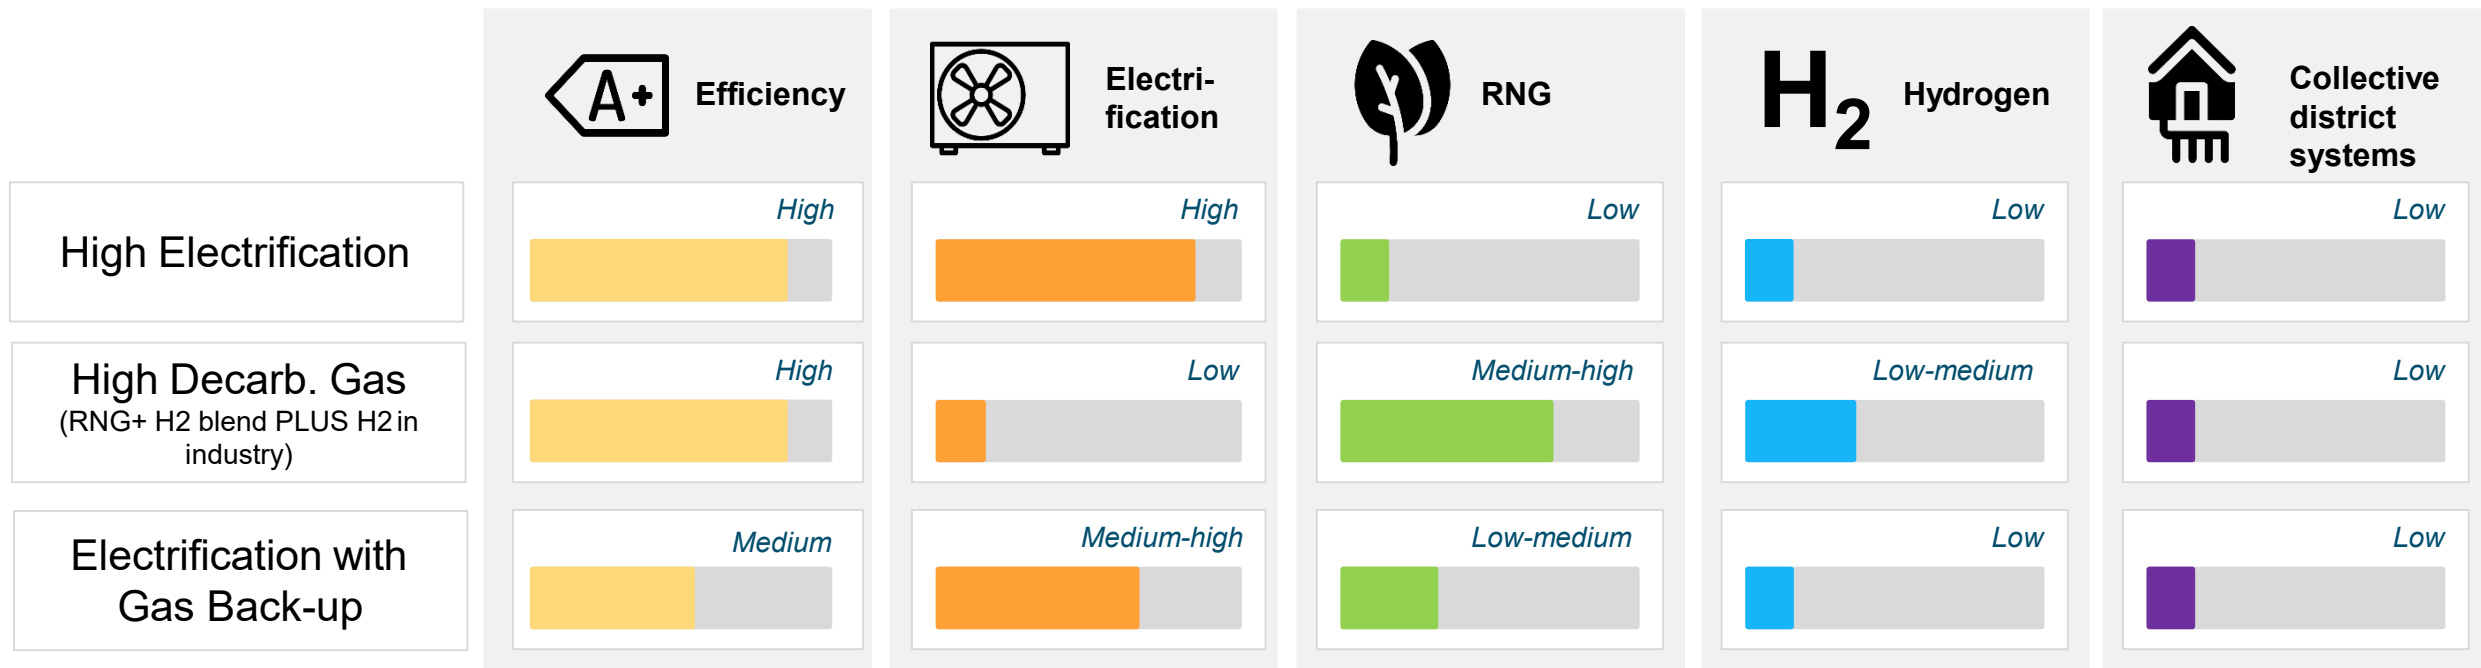 A+ Efficiency
Electri-
fication
RNG
H2 Hydrogen
Collective
district
systems
High Electrification
High
High
Low
Low
Low
High Decarb. Gas
(RNG+ H2 blend PLUS H2 in
industry)
High
Low
Medium-high
Low-medium
Low
Electrification with
Gas Back-up
Medium
Medium-high
Low-medium
Low
Low